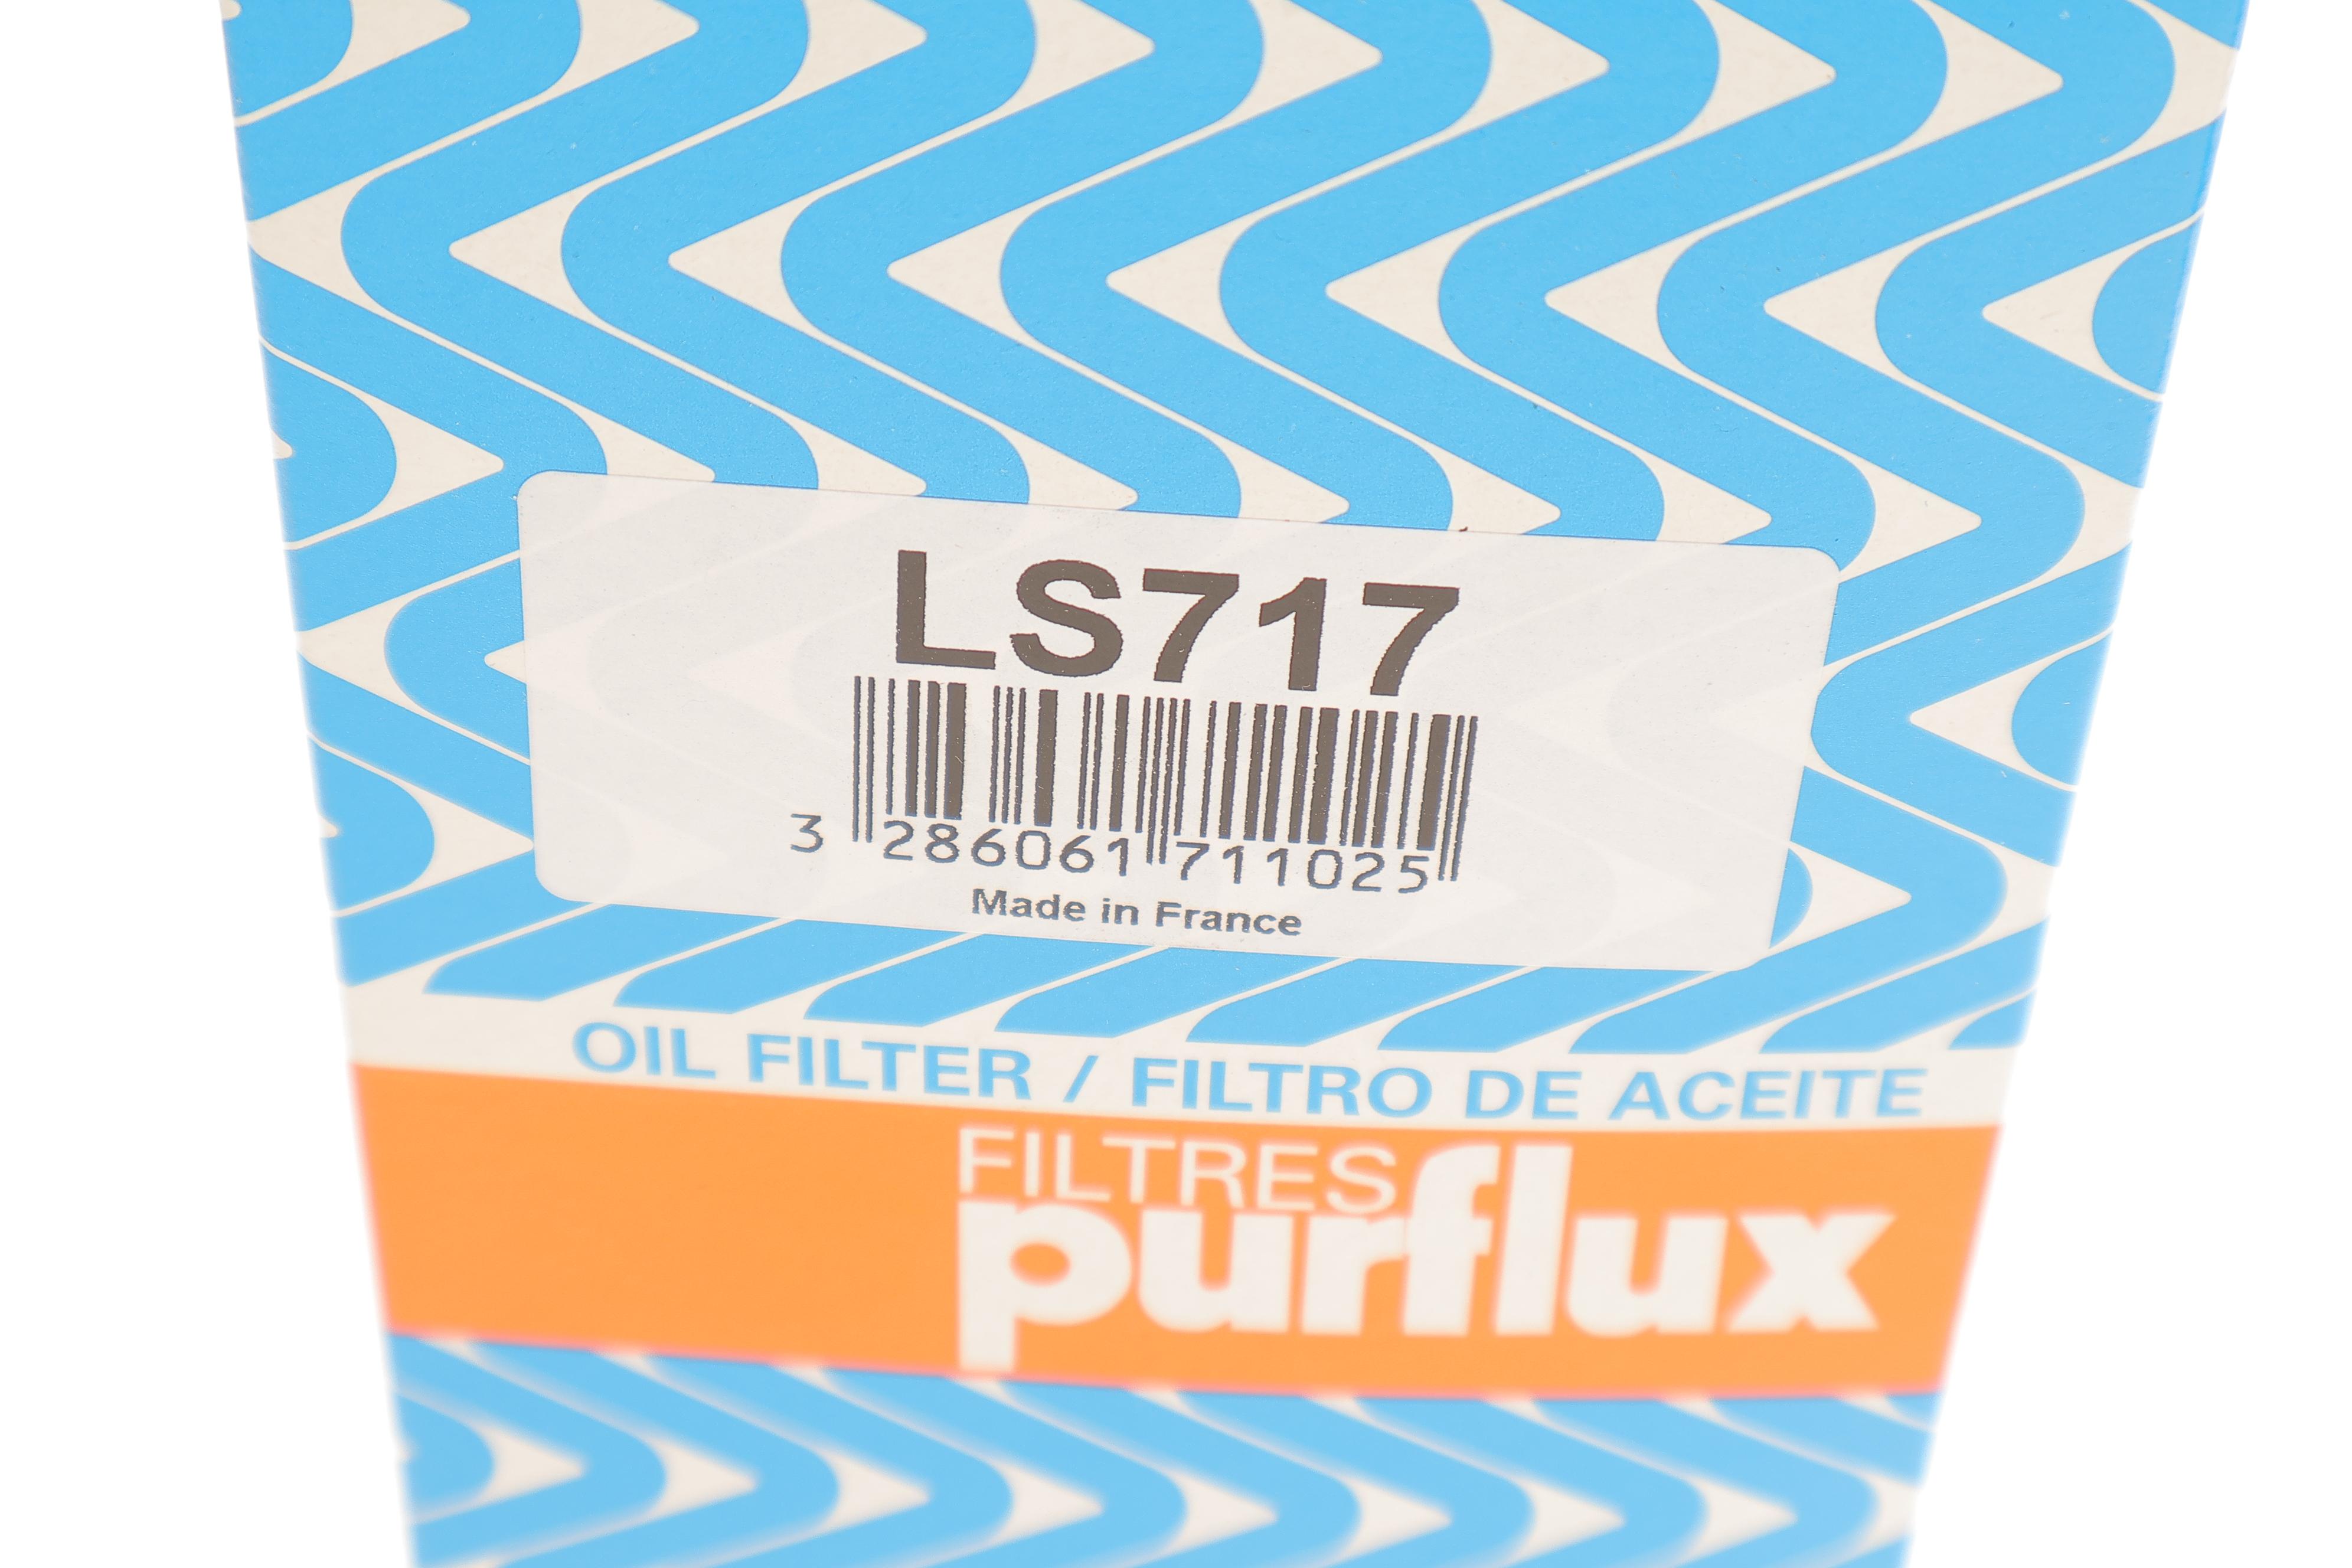 LS717
3 286061 711025
Made in France
OIL FILTER / FILTRO DE ACEITE
FILTRES
purflux